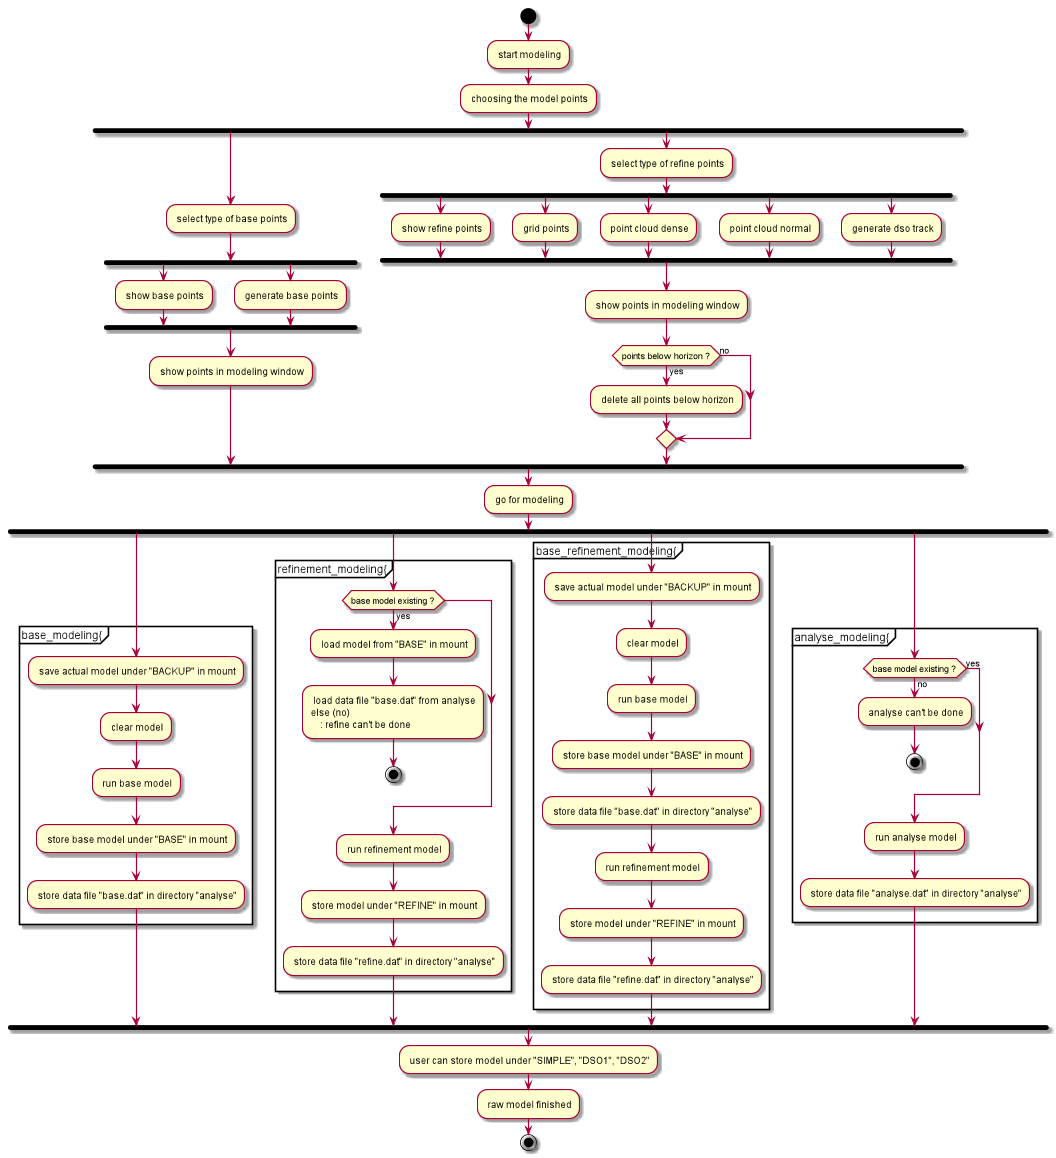 start modeling
choosing the model points
select type of base points
show base points
generate base points
show points in modeling window
select type of refine points
show refine points
grid points
point cloud dense
point cloud normal
generate dso track
show points in modeling window
points below horizon ?
no
yes
delete all points below horizon
go for modeling
base_modeling{
save actual model under "BACKUP" in mount
clear model
run base model
store base model under "BASE" in mount
store data file "base.dat" in directory "analyse"
refinement_modeling{
base model existing ?
yes
load model from "BASE" in mount
load data file "base.dat" from analyse
else (no)
: refine can't be done
run refinement model
store model under "REFINE" in mount
store data file "refine.dat" in directory "analyse"
base_refinement_modeling{
save actual model under "BACKUP" in mount
clear model
run base model
store base model under "BASE" in mount
store data file "base.dat" in directory "analyse"
run refinement model
store model under "REFINE" in mount
store data file "refine.dat" in directory "analyse"
analyse_modeling{
base model existing ?
yes
no
analyse can't be done
run analyse model
store data file "analyse.dat" in directory "analyse"
user can store model under "SIMPLE", "DSO1", "DSO2"
raw model finished